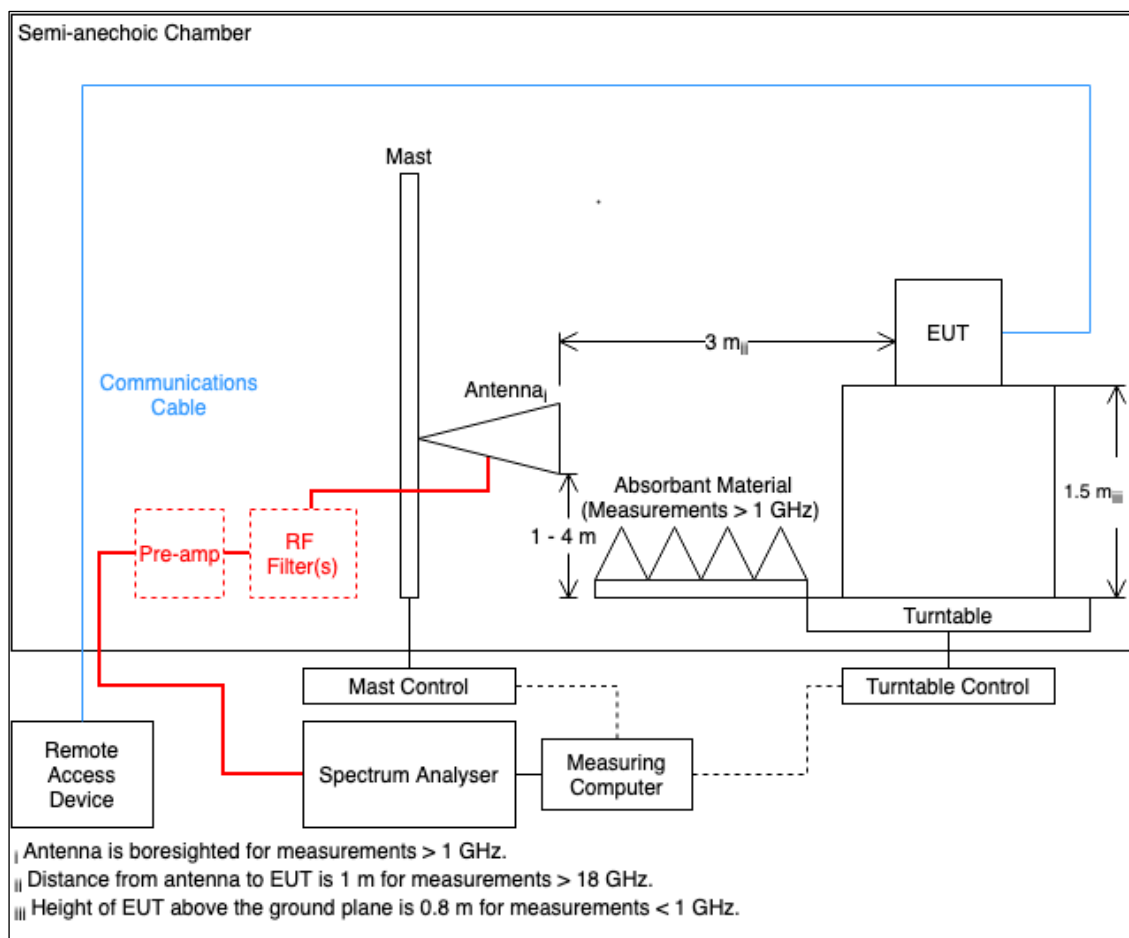 Semi-anechoic Chamber
Mast
EUT
3 m ii
Communications
Cable
Antenna i
Absorbant Material
(Measurements > 1 GHz)
1.5 m iii
1 - 4 m
Pre-amp
RF
Filter(s)
Turntable
Mast Control
Turntable Control
Remote
Access
Device
Spectrum Analyser
Measuring
Computer
i Antenna is boresighted for measurements > 1 GHz.
ii Distance from antenna to EUT is 1 m for measurements > 18 GHz.
iii Height of EUT above the ground plane is 0.8 m for measurements < 1 GHz.